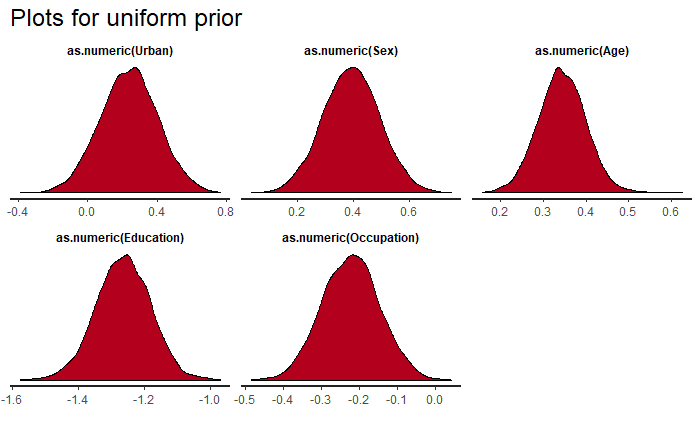 Plots for uniform prior
as.numeric(Urban) as.numeric(Sex) as.numeric(Age)
-0.4 0.0 0.4 0.8 0.2 0.4 0.6 0.2 0.3 0.4 0.5 0.6
as.numeric(Education) as.numeric(Occupation)
-1.6 -1.4 -1.2 -1.0 -0.5 -0.4 -0.3 -0.2 -0.1 0.0